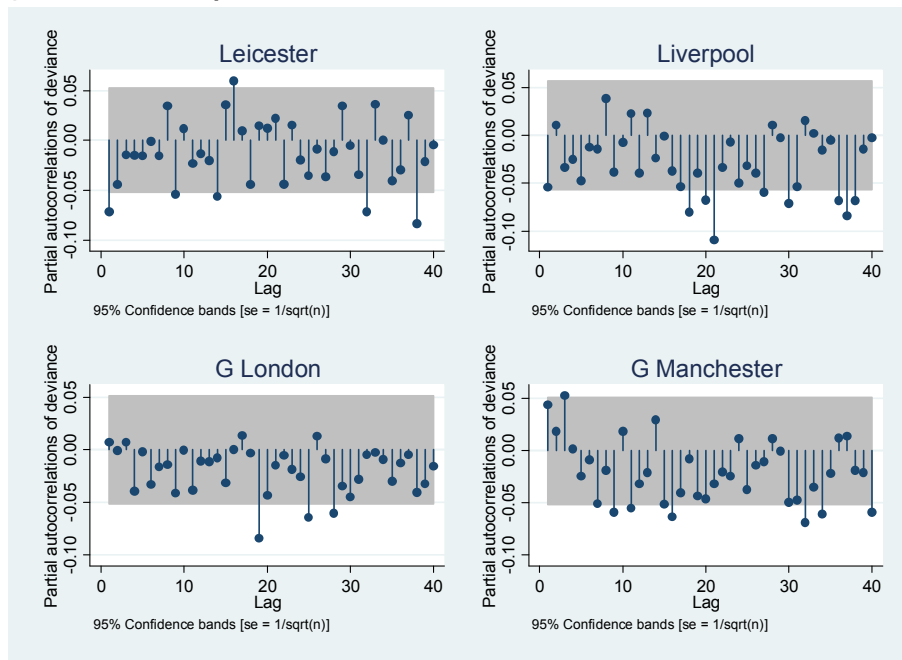 Leicester
Partial autocorrelations of deviance
0.05
0.00
-0.05
-0.10
0 10 20 30 40
Lag
95% Confidence bands [se = 1/sqrt(n)]
Liverpool
Partial autocorrelations of deviance
0.05
0.00
-0.05
-0.10
0 10 20 30 40
Lag
95% Confidence bands [se = 1/sqrt(n)]
G London
Partial autocorrelations of deviance
0.05
0.00
-0.05
-0.10
0 10 20 30 40
Lag
95% Confidence bands [se = 1/sqrt(n)]
G Manchester
Partial autocorrelations of deviance
0.05
0.00
-0.05
-0.10
0 10 20 30 40
Lag
95% Confidence bands [se = 1/sqrt(n)]